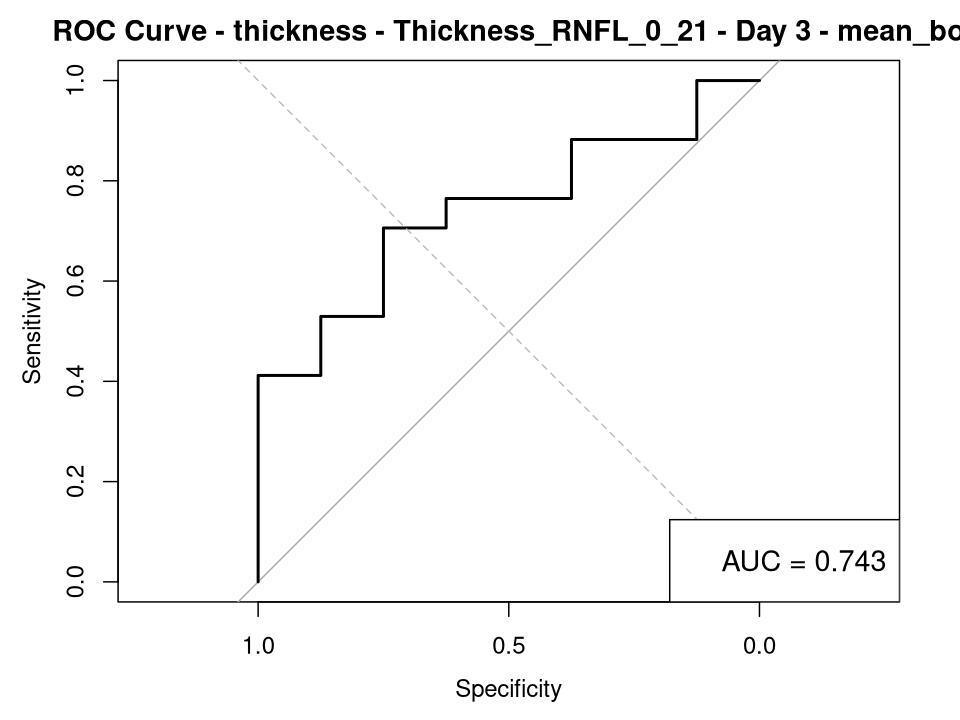 ROC Curve - thickness - Thickness_RNFL_0_21 - Day 3 - mean_bo
1.0
0.8
0.6
0.4
0.2
0.0
Sensitivity
AUC = 0.743
1.0 0.5 0.0
Specificity